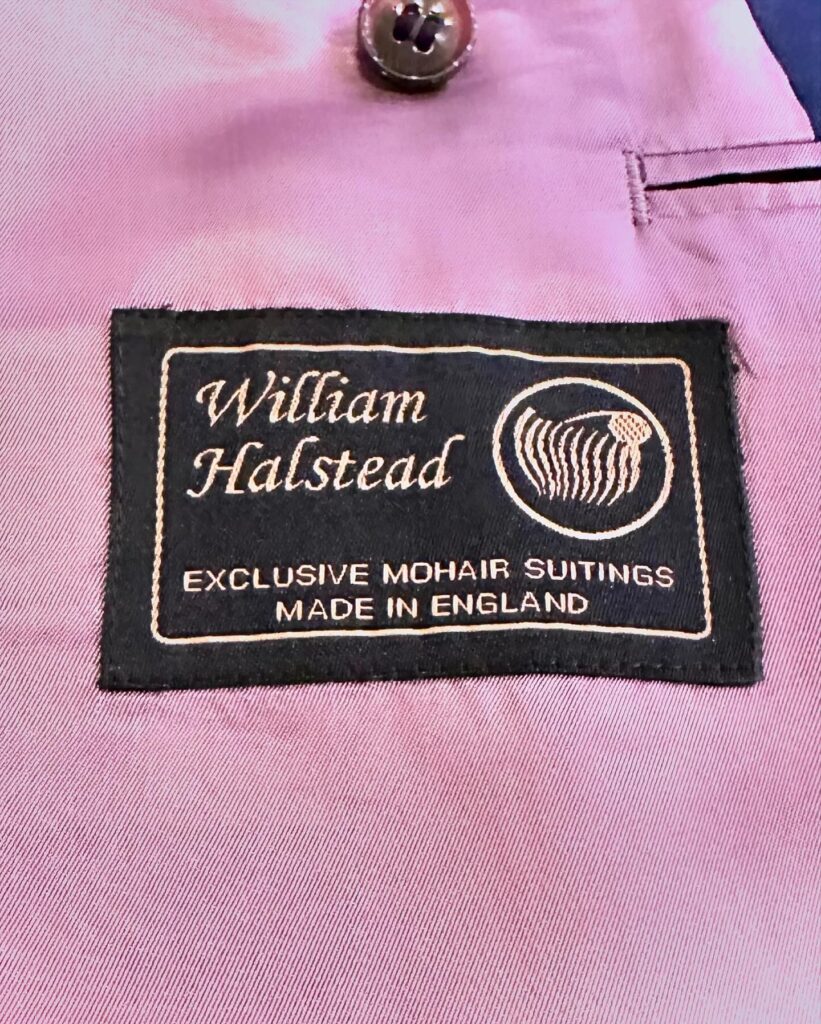 William
Halstead
EXCLUSIVE MOHAIR SUITINGS
MADE IN ENGLAND